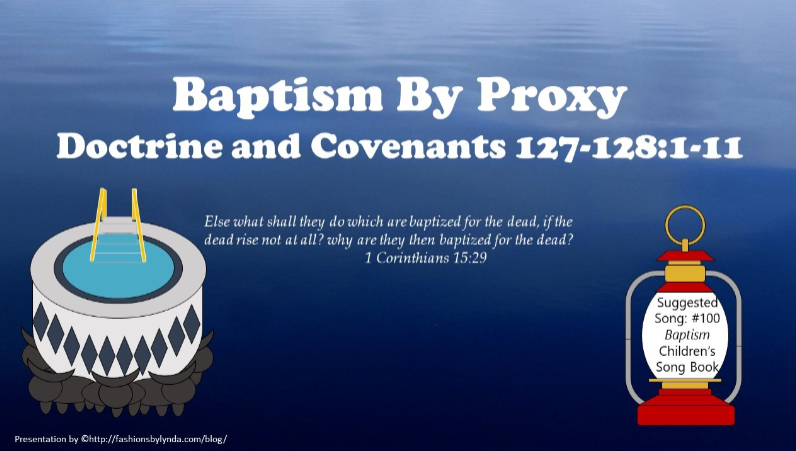 Baptism By Proxy
Doctrine and Covenants 127-128:1-11
Else what shall they do which are baptized for the dead, if the
dead rise not at all? why are they then baptized for the dead?
1 Corinthians 15:29
Suggested
Song: #100
Baptism
Children's
Song Book
Presentation by ©http://fashionsbylynda.com/blog/